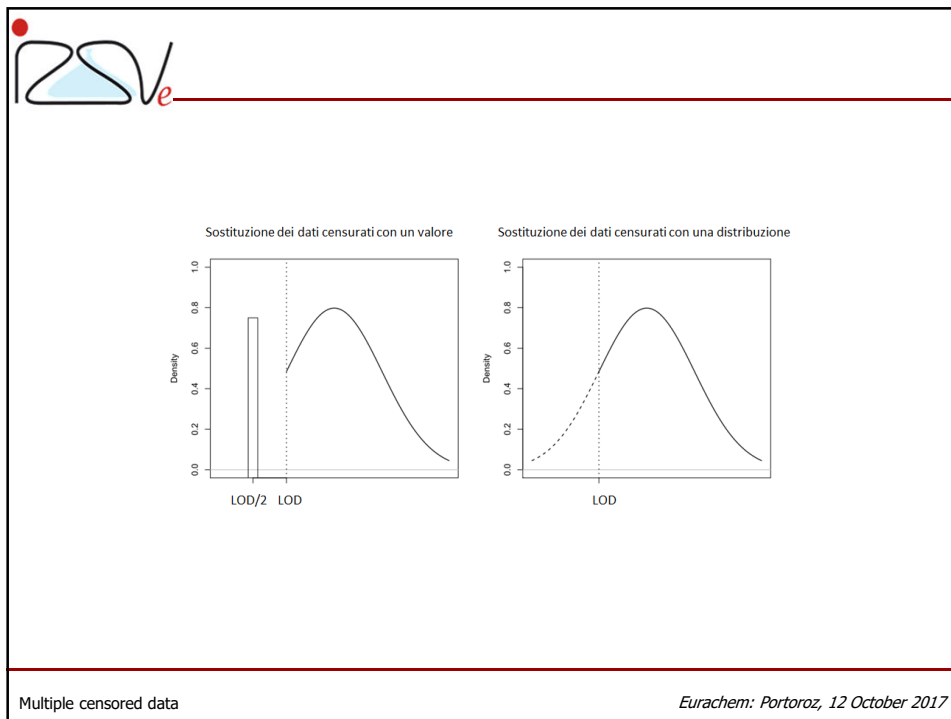 IZSVe
Sostituzione dei dati censurati con un valore
Sostituzione dei dati censurati con una distribuzione
Density
0.0 0.2 0.4 0.6 0.8 1.0
LOD/2 LOD
Density
0.0 0.2 0.4 0.6 0.8 1.0
LOD
Multiple censored data
Eurachem: Portoroz, 12 October 2017